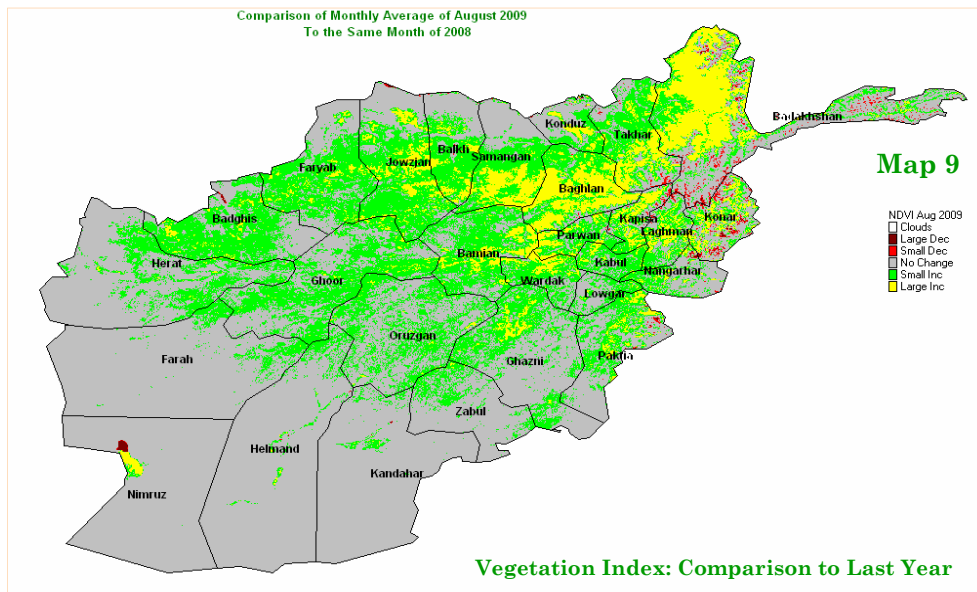 Comparison of Monthly Average of August 2009
To the Same Month of 2008
Badakhshan
Konduz
Takhar
Balkh
Samangan
Jowzjan
Faryab
Map 9
Baghlan
Badghis
Kapisa
Konar
Laghman
Parwan
NDVI Aug 2009
Clouds
Large Dec
Small Dec
No Change
Small Inc
Large Inc
Herat
Ghoor
Bamian
Kabul
Nangarhar
Wardak
Lowgar
Oruzgan
Farah
Ghazni
Paktia
Zabul
Helmand
Kandahar
Nimruz
Vegetation Index: Comparison to Last Year